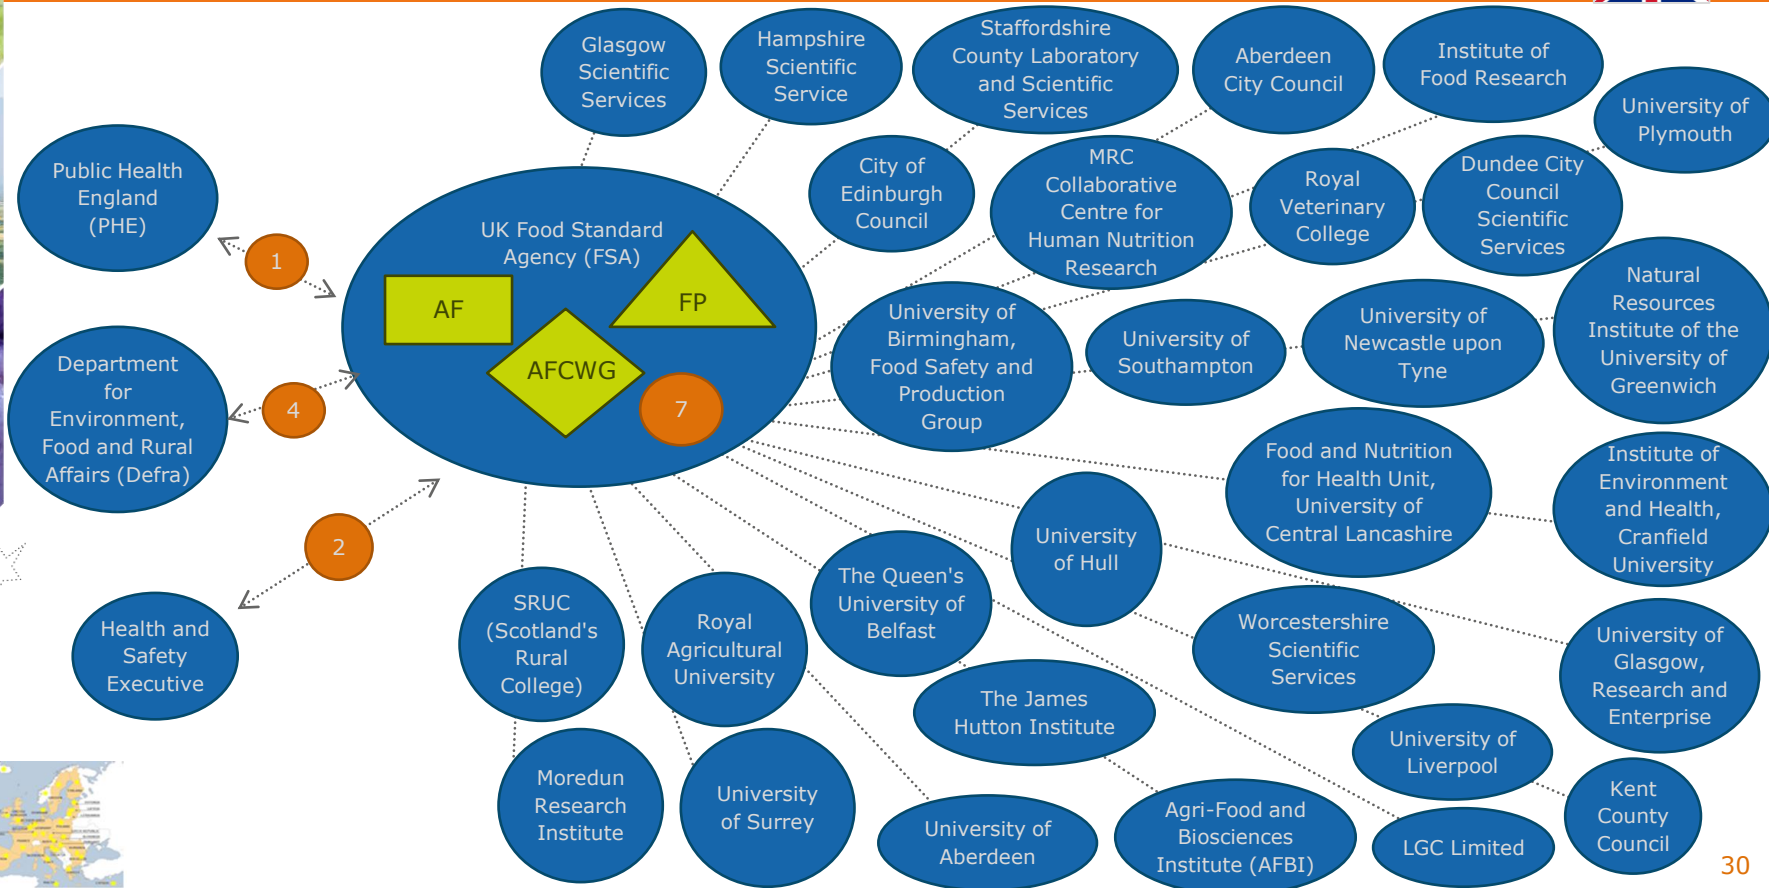 Glasgow
Scientific
Services
Hampshire
Scientific
Service
Staffordshire
County Laboratory
and Scientific
Services
Aberdeen
City Council
Institute of
Food Research
University of
Plymouth
Public Health
England
(PHE)
City of
Edinburgh
Council
MRC
Collaborative
Centre for
Human Nutrition
Research
Royal
Veterinary
College
Dundee City
Council
Scientific
Services
UK Food Standard
Agency (FSA)
1
AF
FP
AFCWG
7
University of
Birmingham,
Food Safety and
Production
Group
University of
Southampton
University of
Newcastle upon
Tyne
Natural
Resources
Institute of the
University of
Greenwich
Department
for
Environment,
Food and Rural
Affairs (Defra)
4
Food and Nutrition
for Health Unit,
University of
Central Lancashire
Institute of
Environment
and Health,
Cranfield
University
2
University
of Hull
The Queen's
University of
Belfast
Health and
Safety
Executive
SRUC
(Scotland's
Rural
College)
Royal
Agricultural
University
Worcestershire
Scientific
Services
University of
Glasgow,
Research and
Enterprise
The James
Hutton Institute
University of
Liverpool
Moredun
Research
Institute
University
of Surrey
University of
Aberdeen
Agri-Food and
Biosciences
Institute (AFBI)
LGC Limited
Kent
County
Council
30